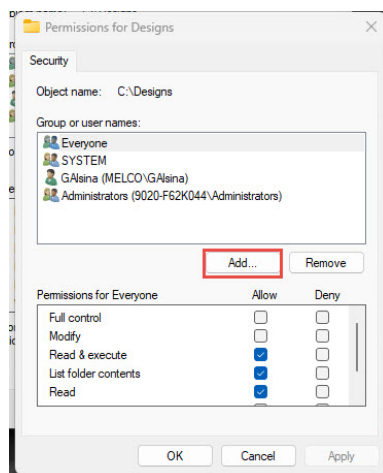 Permissions for Designs
Security
Object name: C:\Designs
Group or user names:
Everyone
SYSTEM
GAlsina (MELCO\GAlsina)
Administrators (9020-F62K044\Administrators)
Add... Remove
Permissions for Everyone Allow Deny
Full control
Modify
Read & execute
List folder contents
Read
OK Cancel Apply